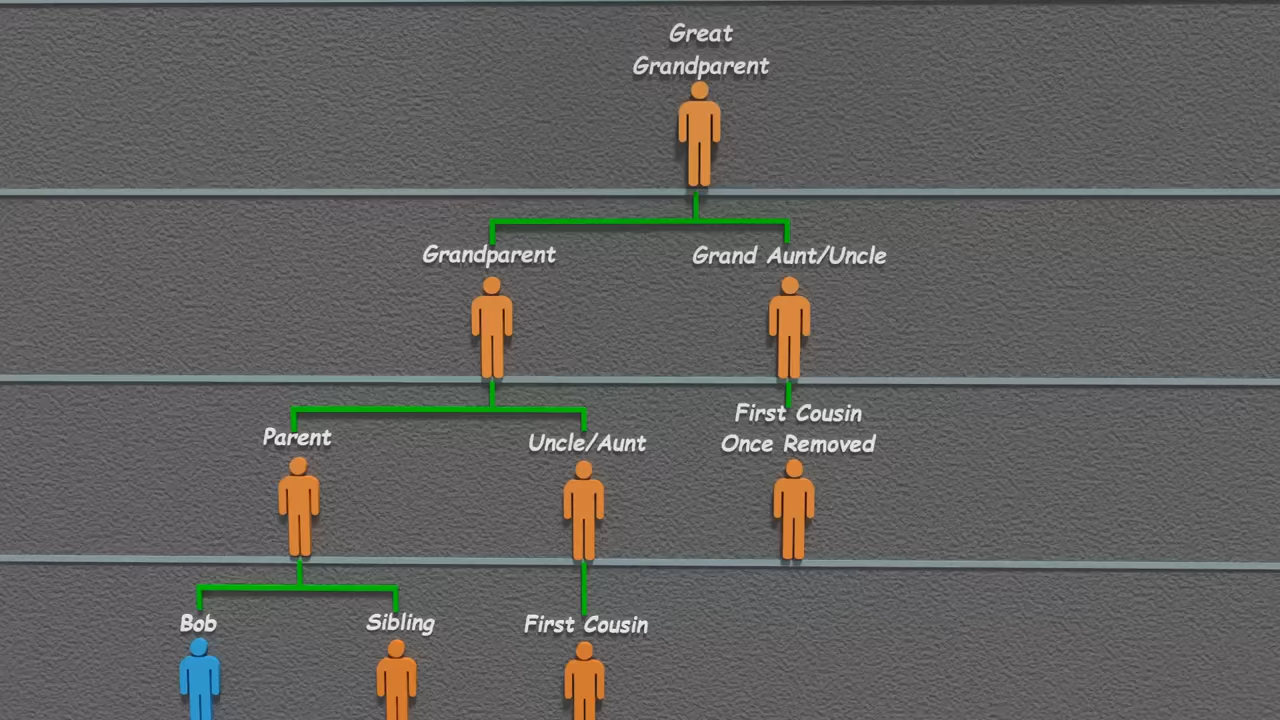 Great
Grandparent
Grandparent
Grand Aunt/Uncle
Parent
Uncle/Aunt
First Cousin
Once Removed
Bob
Sibling
First Cousin